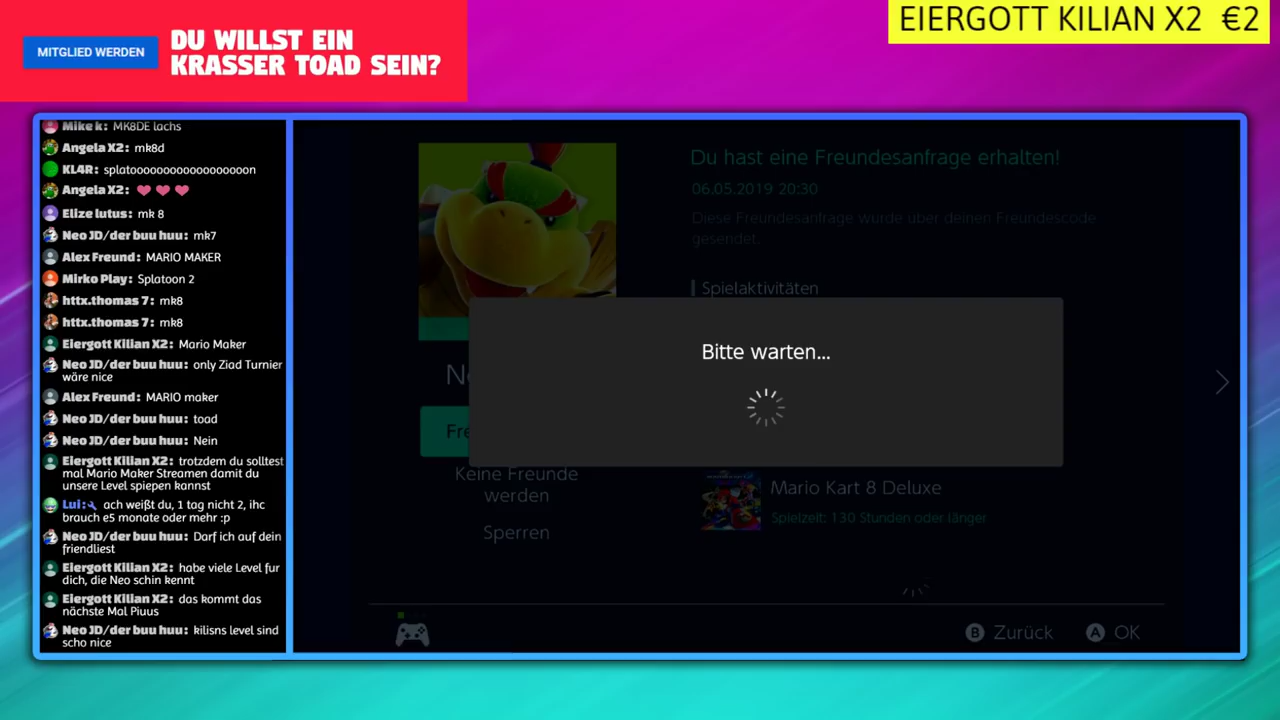 EIERGOTT KILIAN X2 €2
MITGLIED WERDEN
DU WILLST EIN
KRASSER TOAD SEIN?
Mike k: MK8DE lachs
Angela X2: mk8d
KL4R: splatooooooooooooooooon
Angela X2:
Elize lutus: mk 8
Neo JD/der buu huu: mk7
Alex Freund: MARIO MAKER
Mirko Play: Splatoon 2
httx.thomas 7: mk8
httx.thomas 7: mk8
Eiergott Kilian X2: Mario Maker
Neo JD/der buu huu: only Ziad Turnier
wäre nice
Alex Freund: MARIO maker
Neo JD/der buu huu: toad
Neo JD/der buu huu: Nein
Eiergott Kilian X2: trotzdem du solltest
mal Mario Maker Streamen damit du
unsere Level spiepen kannst
Lui: ach weißt du, 1 tag nicht 2, ihc
brauch e5 monate oder mehr :p
Neo JD/der buu huu: Darf ich auf dein
friendliest
Eiergott Kilian X2: habe viele Level fur
dich, die Neo schin kennt
Eiergott Kilian X2: das kommt das
nächste Mal Piuus
Neo JD/der buu huu: kilisns level sind
scho nice
Du hast eine Freundesanfrage erhalten!
06.05.2019 20:30
Diese Freundesanfrage wurde über deinen Freundescode
gesendet.
Spielaktivitäten
Bitte warten...
Keine Freunde
werden
Sperren
Mario Kart 8 Deluxe
Spielzeit: 130 Stunden oder länger
B Zurück
A OK